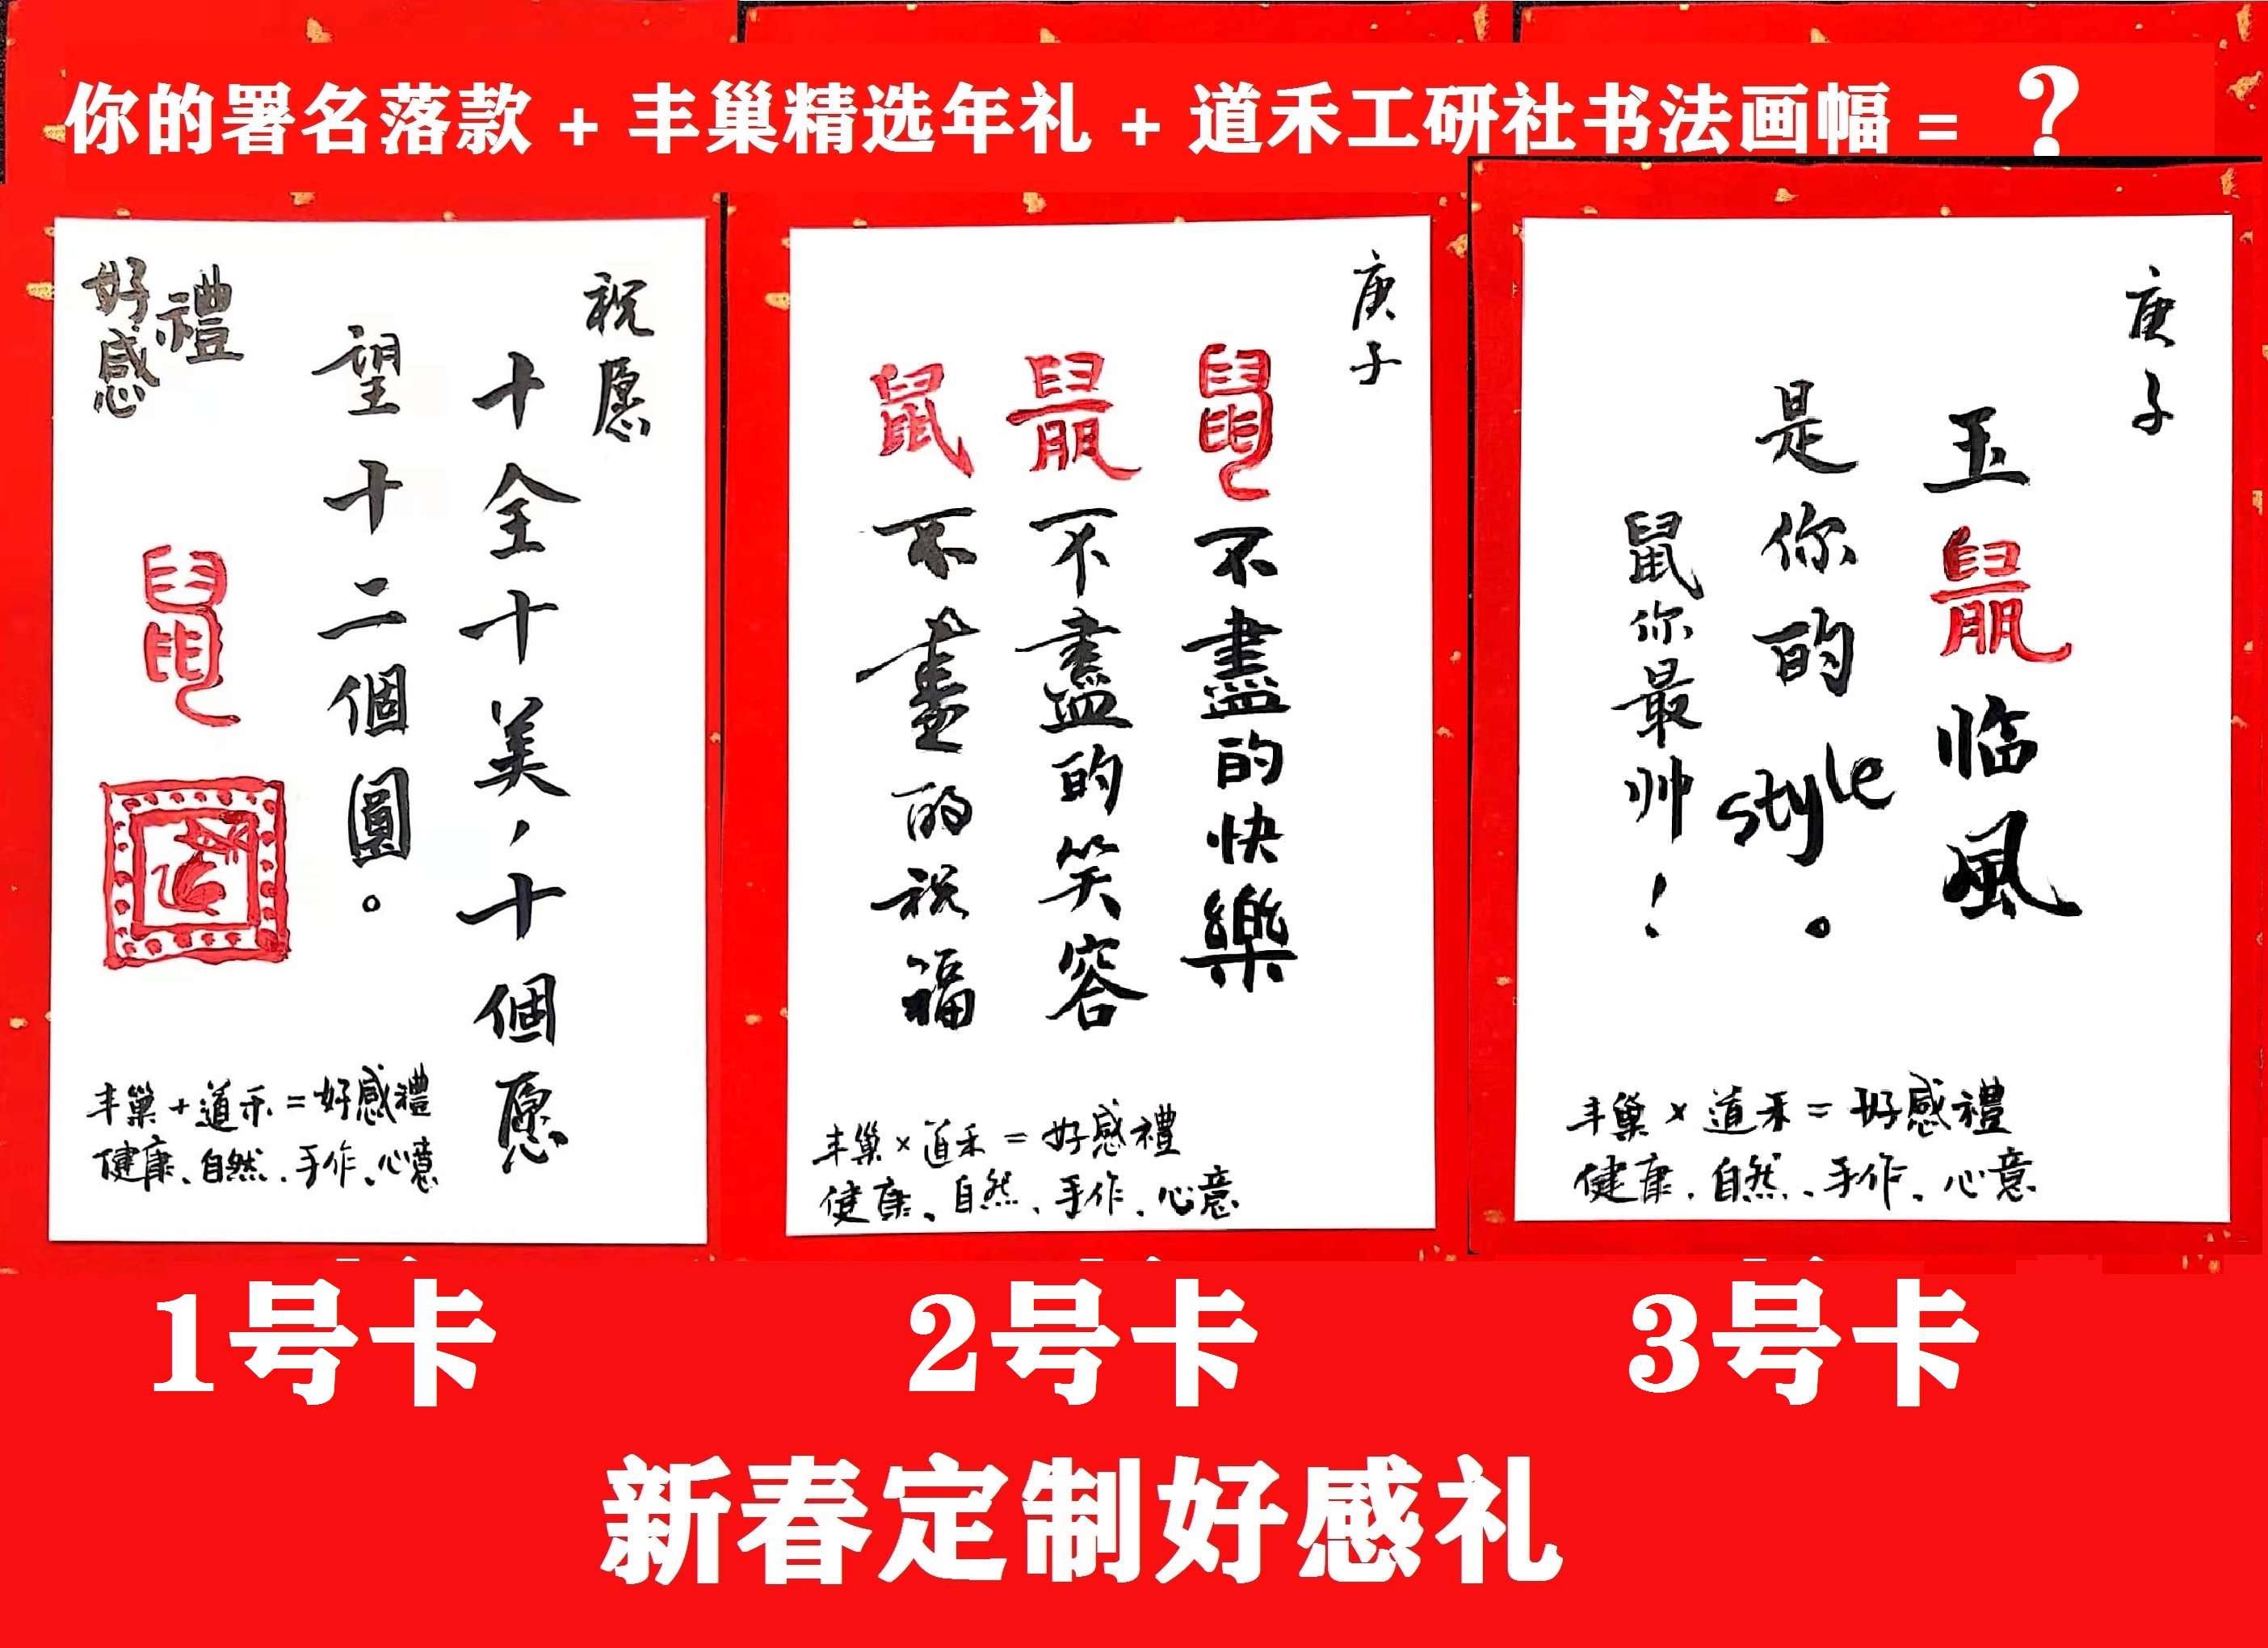 你的署名落款 + 丰巢精选年礼 + 道禾工研社书法画幅 = ?
祝愿
十全十美，十個愿
望十二個圓。
禮
好感
鼠
丰巢+道禾=好感禮
健康、自然、手作、心意
庚子
鼠不盡的快樂
鼠不盡的笑容
鼠不盡的祝福
丰巢×道禾=好感禮
健康、自然、手作、心意
庚子
玉鼠临風
是你的style。
鼠你最帅！
丰巢×道禾=好感禮
健康、自然、手作、心意
1号卡
2号卡
3号卡
新春定制好感礼